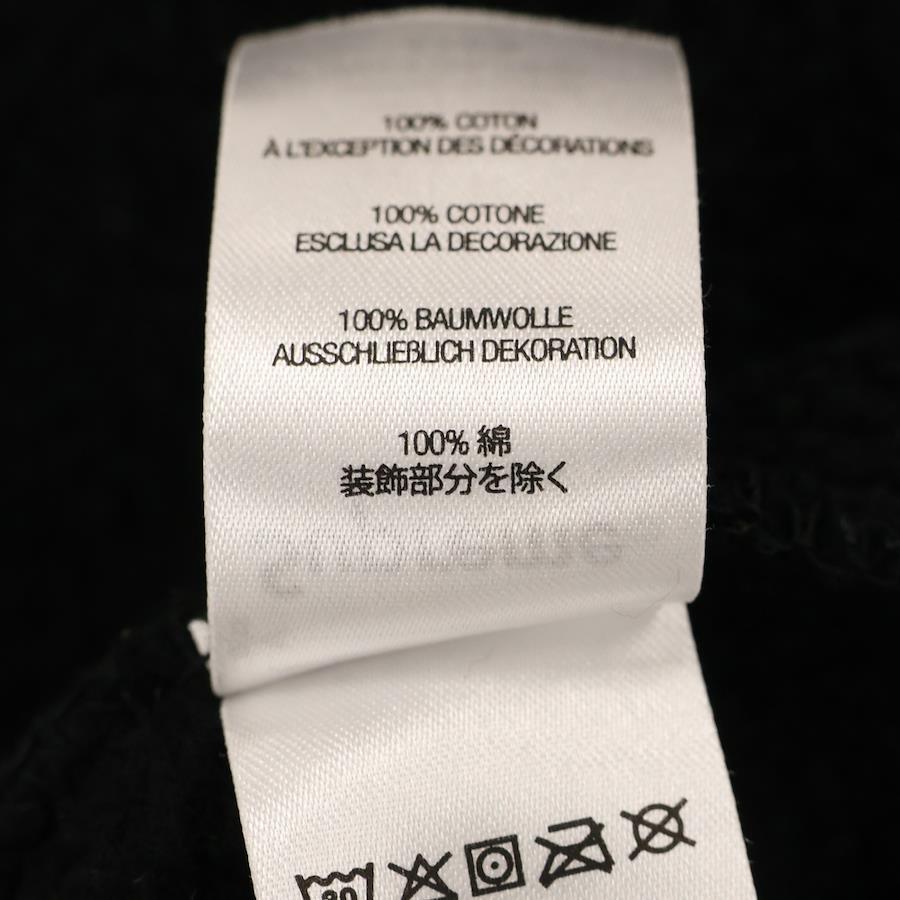 100% COTON
À L'EXCEPTION DES DÉCORATIONS
100% COTONE
ESCLUSA LA DECORAZIONE
100% BAUMWOLLE
AUSSCHLIEßLICH DEKORATION
100% 綿
装飾部分を除く